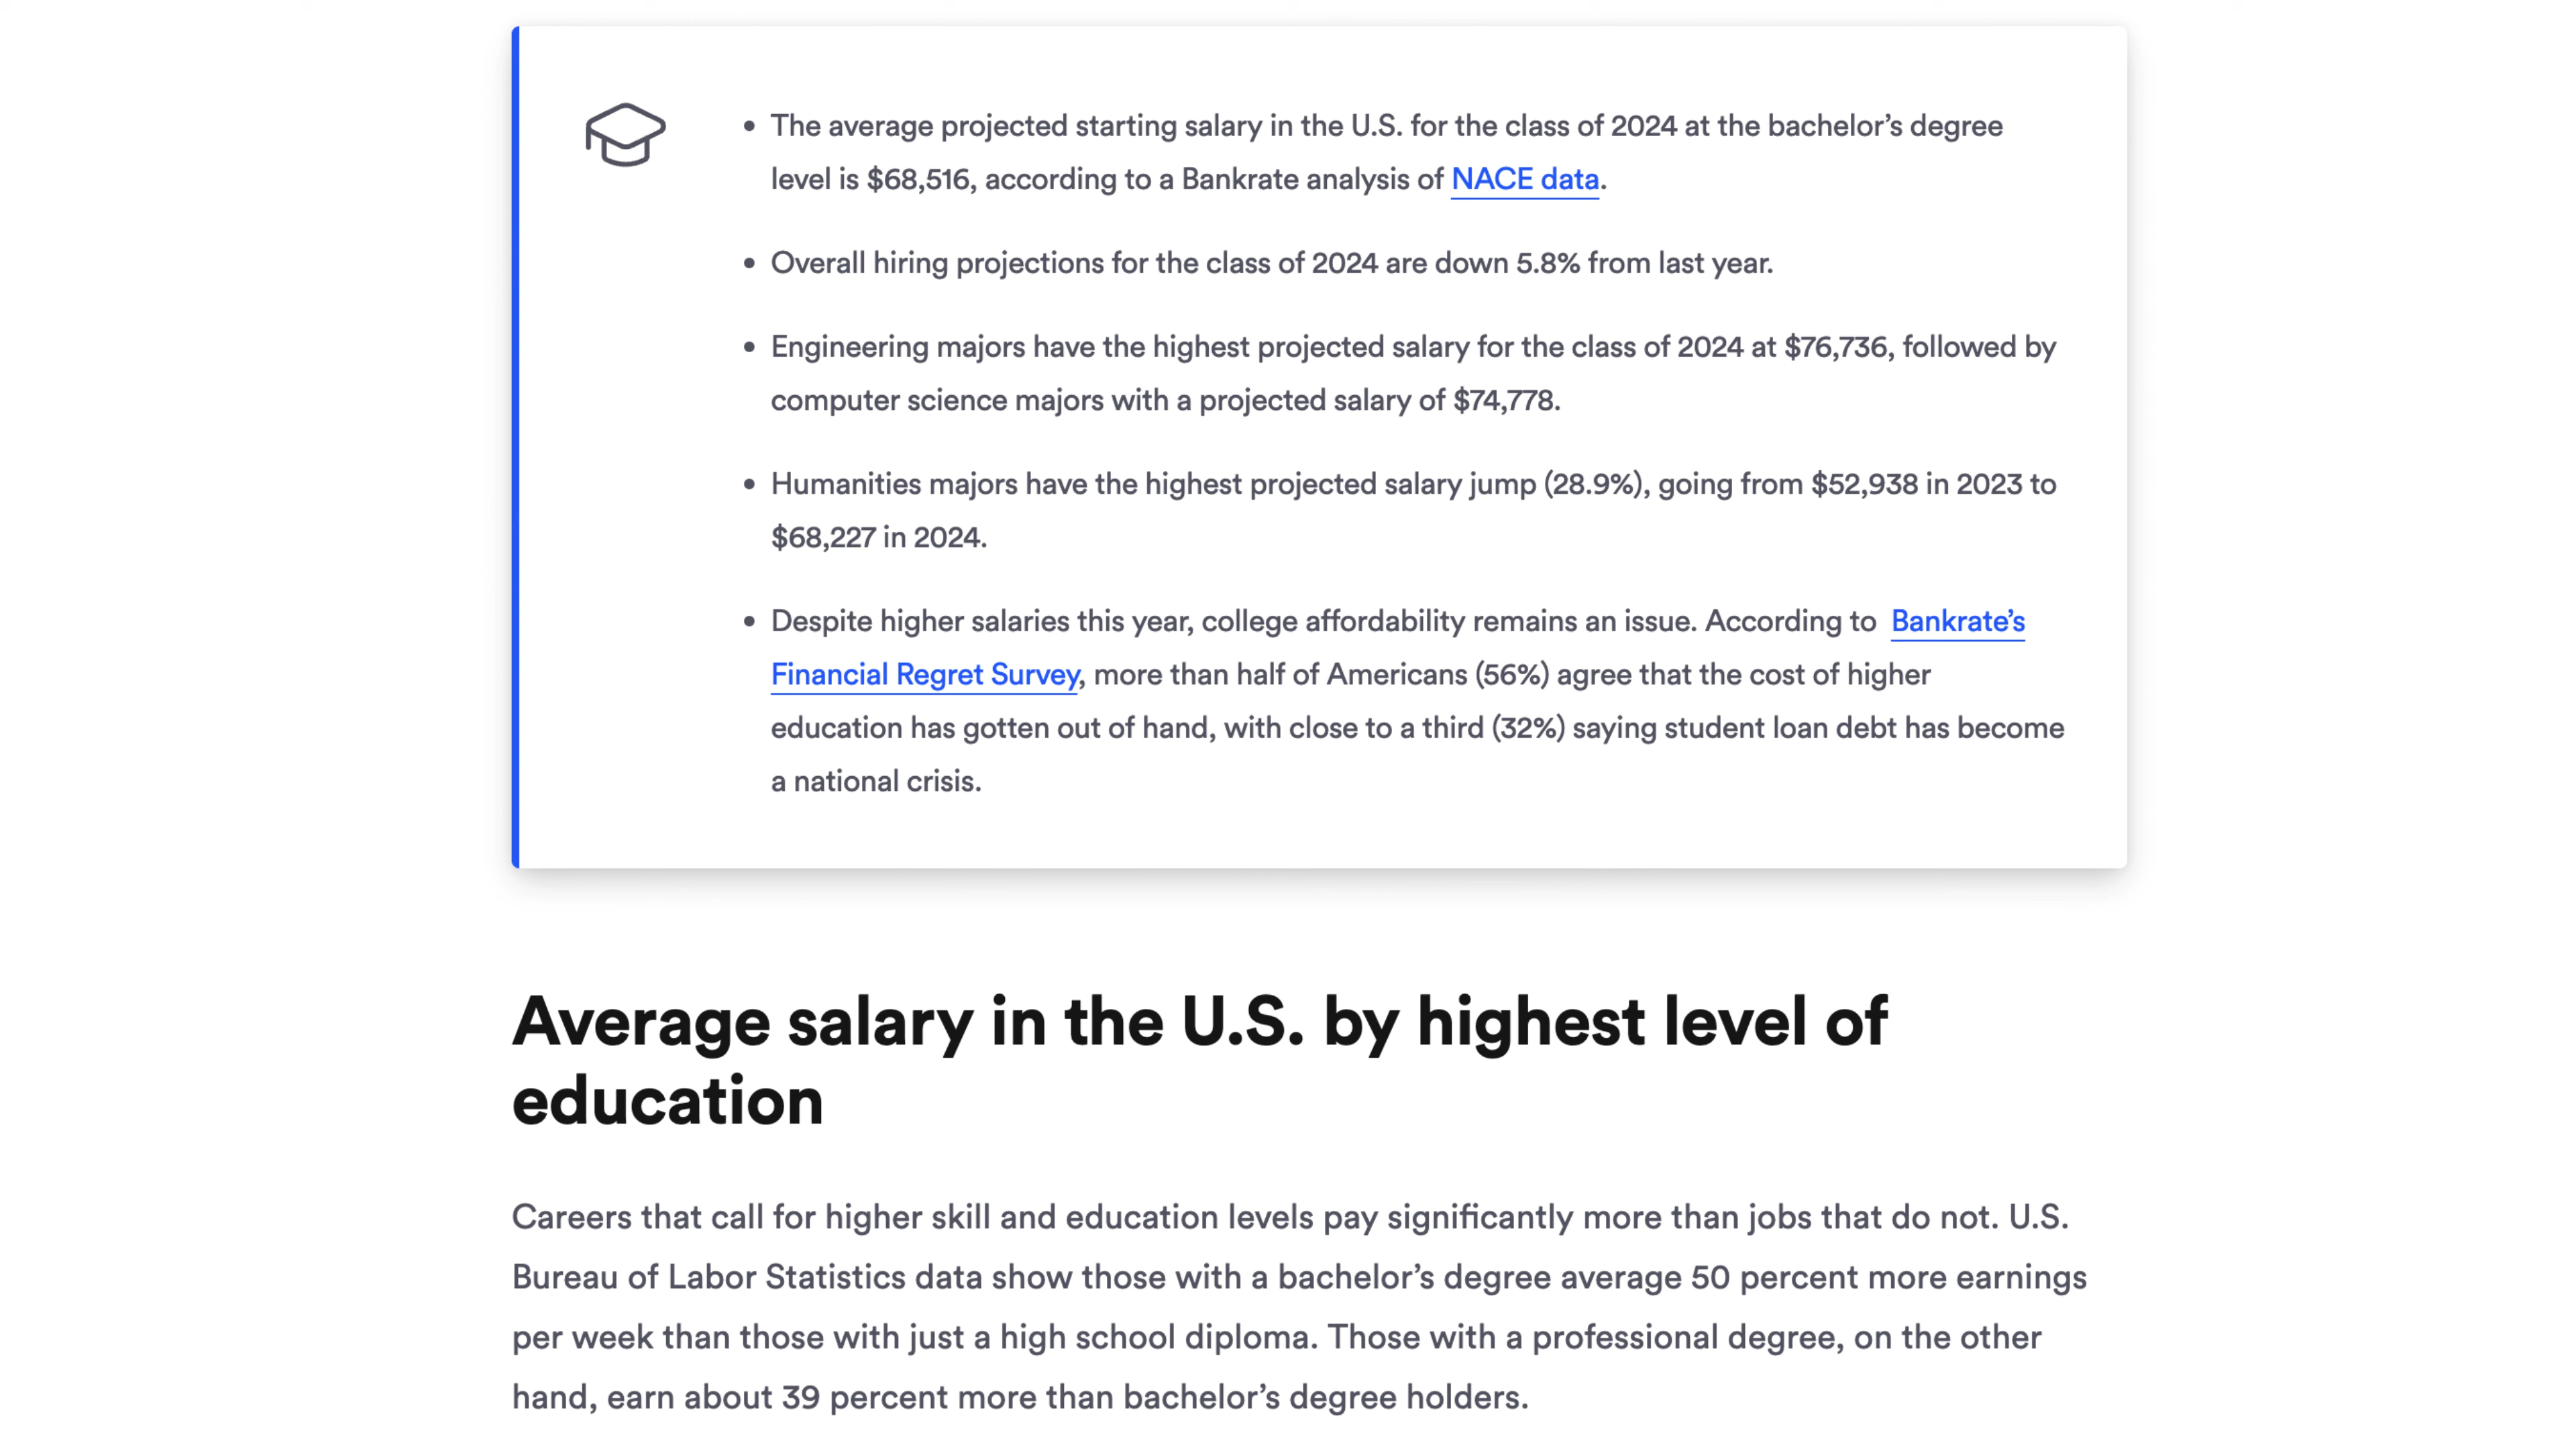 • The average projected starting salary in the U.S. for the class of 2024 at the bachelor’s degree
level is $68,516, according to a Bankrate analysis of NACE data.
• Overall hiring projections for the class of 2024 are down 5.8% from last year.
• Engineering majors have the highest projected salary for the class of 2024 at $76,736, followed by
computer science majors with a projected salary of $74,778.
• Humanities majors have the highest projected salary jump (28.9%), going from $52,938 in 2023 to
$68,227 in 2024.
• Despite higher salaries this year, college affordability remains an issue. According to Bankrate’s
Financial Regret Survey, more than half of Americans (56%) agree that the cost of higher
education has gotten out of hand, with close to a third (32%) saying student loan debt has become
a national crisis.
Average salary in the U.S. by highest level of
education
Careers that call for higher skill and education levels pay significantly more than jobs that do not. U.S.
Bureau of Labor Statistics data show those with a bachelor’s degree average 50 percent more earnings
per week than those with just a high school diploma. Those with a professional degree, on the other
hand, earn about 39 percent more than bachelor’s degree holders.